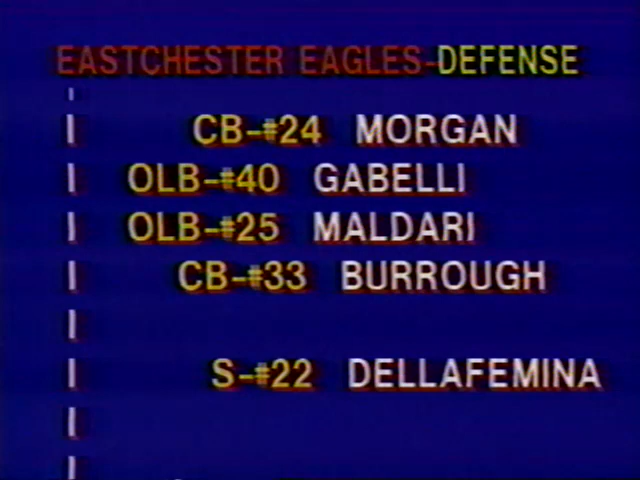 EASTCHESTER EAGLES-DEFENSE
CB-#24 MORGAN
OLB-#40 GABELLI
OLB-#25 MALDARI
CB-#33 BURROUGH
S-#22 DELLAFEMINA